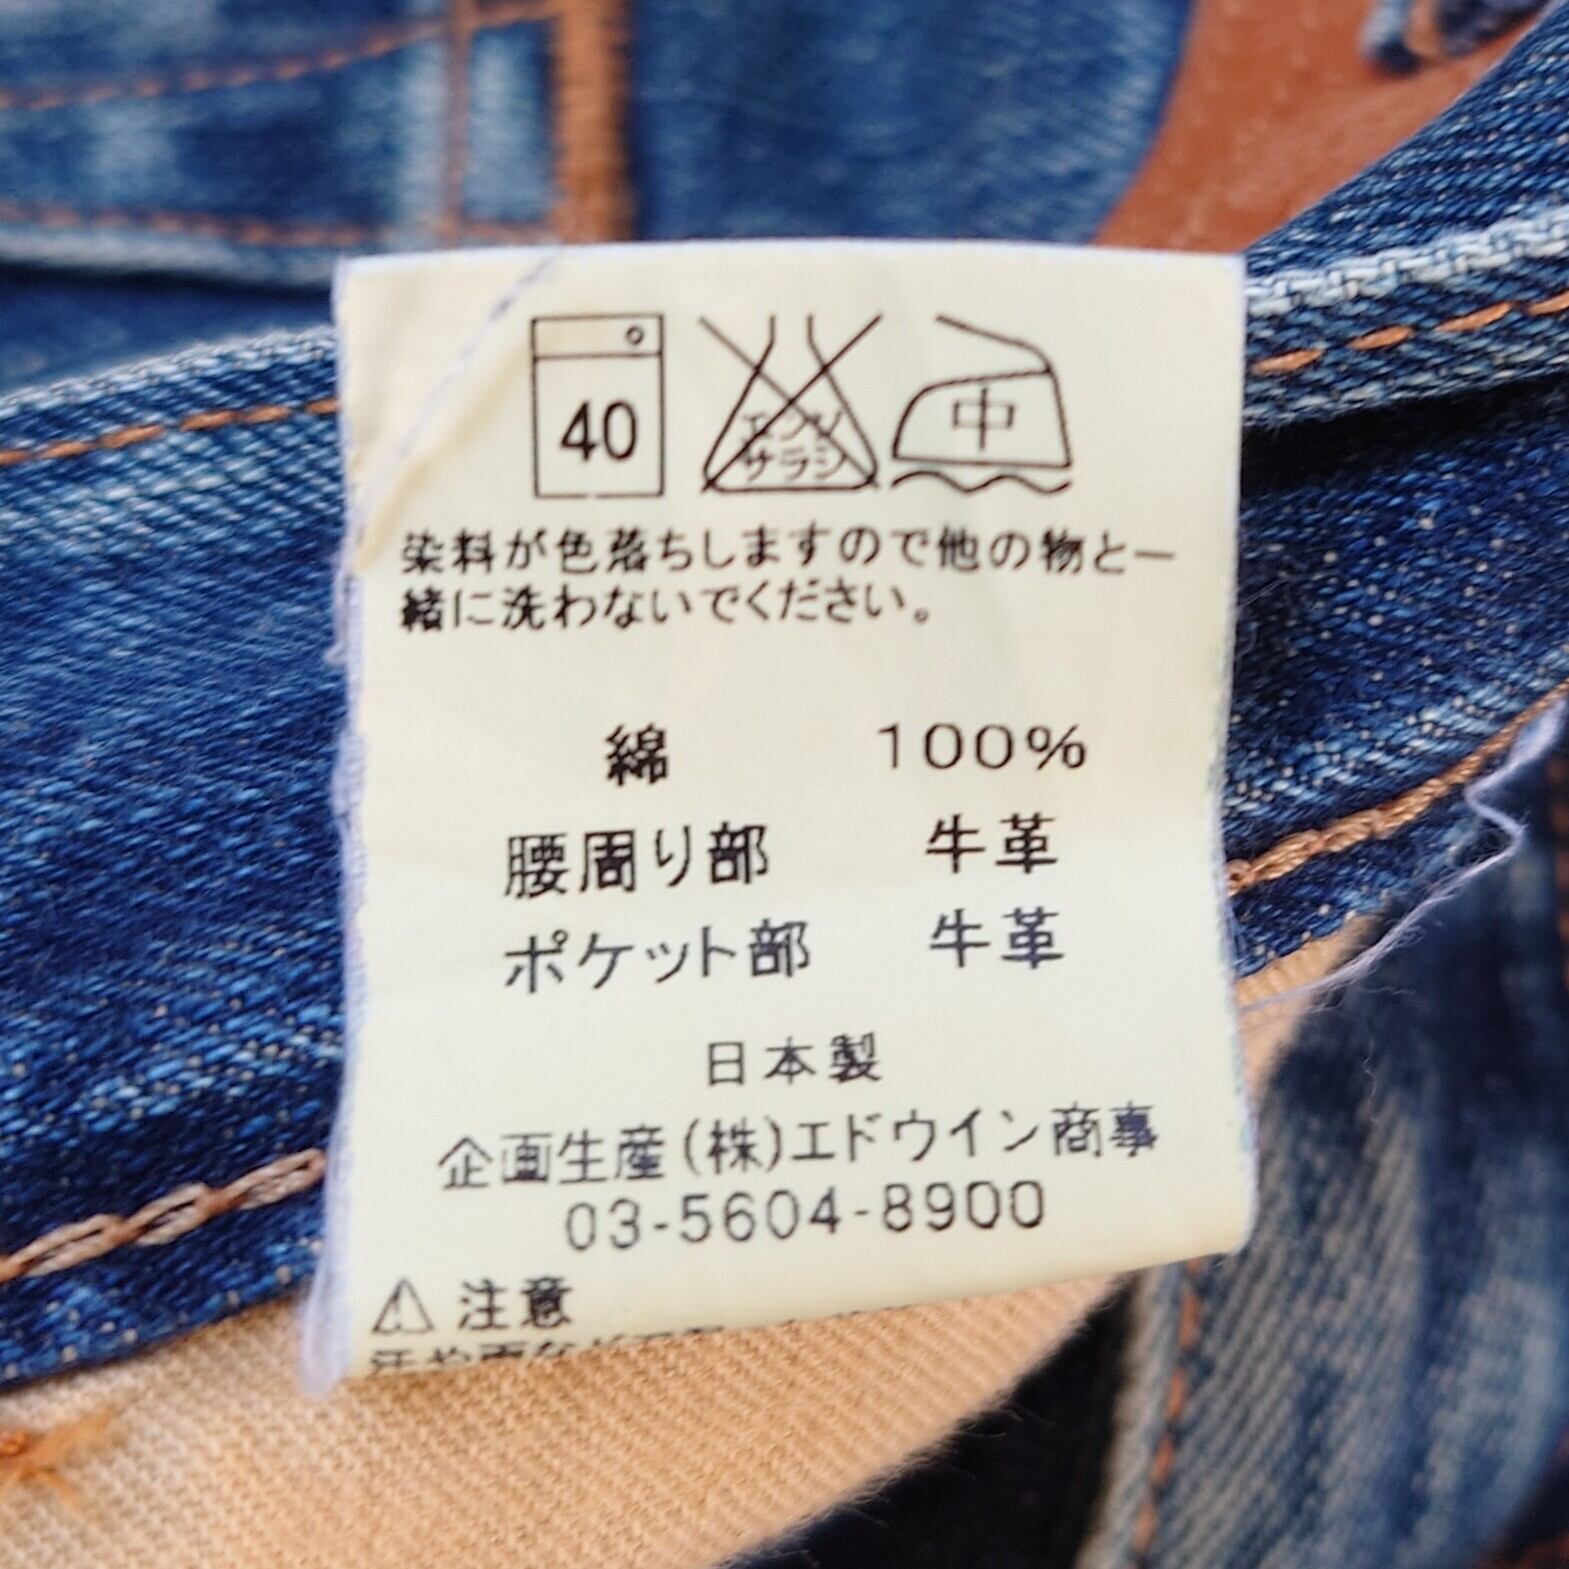 40
エンソ
サラシ
中
染料が色落ちしますので他の物と一
緒に洗わないでください。
綿 100%
腰周り部 牛革
ポケット部 牛革
日本製
企画生産(株)エドウイン商事
03-5604-8900
注意